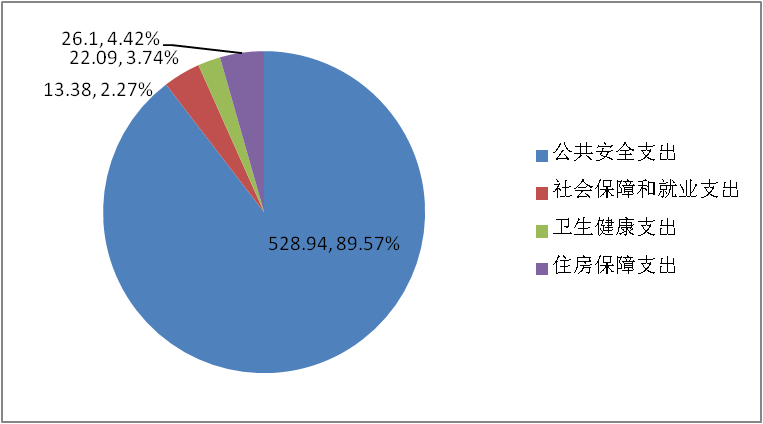 26.1, 4.42%
22.09, 3.74%
13.38, 2.27%
528.94, 89.57%
公共安全支出
社会保障和就业支出
卫生健康支出
住房保障支出